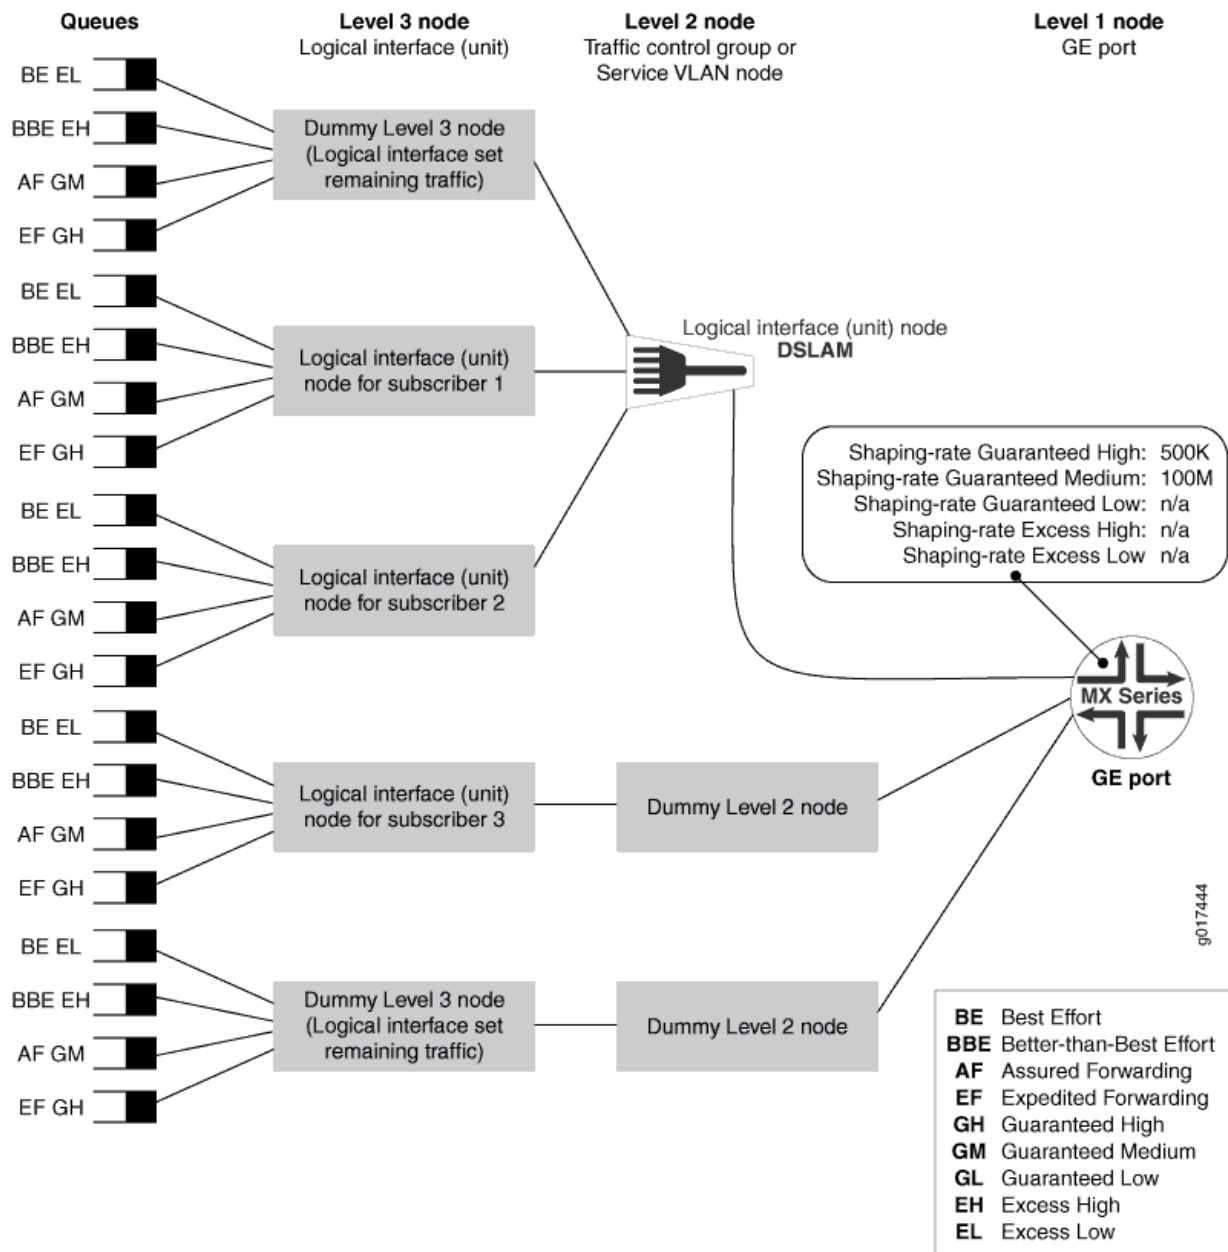 Queues
Level 3 node
Logical interface (unit)
Level 2 node
Traffic control group or
Service VLAN node
Level 1 node
GE port
BE EL
BBE EH
AF GM
EF GH
Dummy Level 3 node
(Logical interface set
remaining traffic)
BE EL
BBE EH
AF GM
EF GH
Logical interface (unit)
node for subscriber 1
Logical interface (unit) node
DSLAM
Shaping-rate Guaranteed High: 500K
Shaping-rate Guaranteed Medium: 100M
Shaping-rate Guaranteed Low: n/a
Shaping-rate Excess High: n/a
Shaping-rate Excess Low n/a
BE EL
BBE EH
AF GM
EF GH
Logical interface (unit)
node for subscriber 2
MX Series
GE port
BE EL
BBE EH
AF GM
EF GH
Logical interface (unit)
node for subscriber 3
Dummy Level 2 node
BE EL
BBE EH
AF GM
EF GH
Dummy Level 3 node
(Logical interface set
remaining traffic)
Dummy Level 2 node
g017444
BE Best Effort
BBE Better-than-Best Effort
AF Assured Forwarding
EF Expedited Forwarding
GH Guaranteed High
GM Guaranteed Medium
GL Guaranteed Low
EH Excess High
EL Excess Low